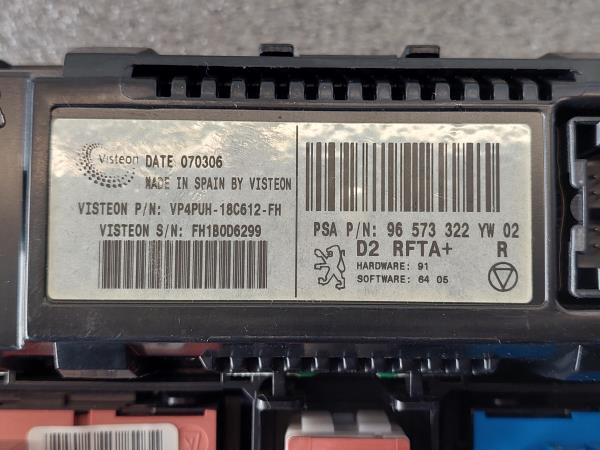 Visteon DATE 070306
MADE IN SPAIN BY VISTEON
VISTEON P/N: VP4PUH-18C612-FH
VISTEON S/N: FH1B0D6299
PSA P/N: 96 573 322 YW 02
D2 RFTA+ R
HARDWARE: 91
SOFTWARE: 64 05